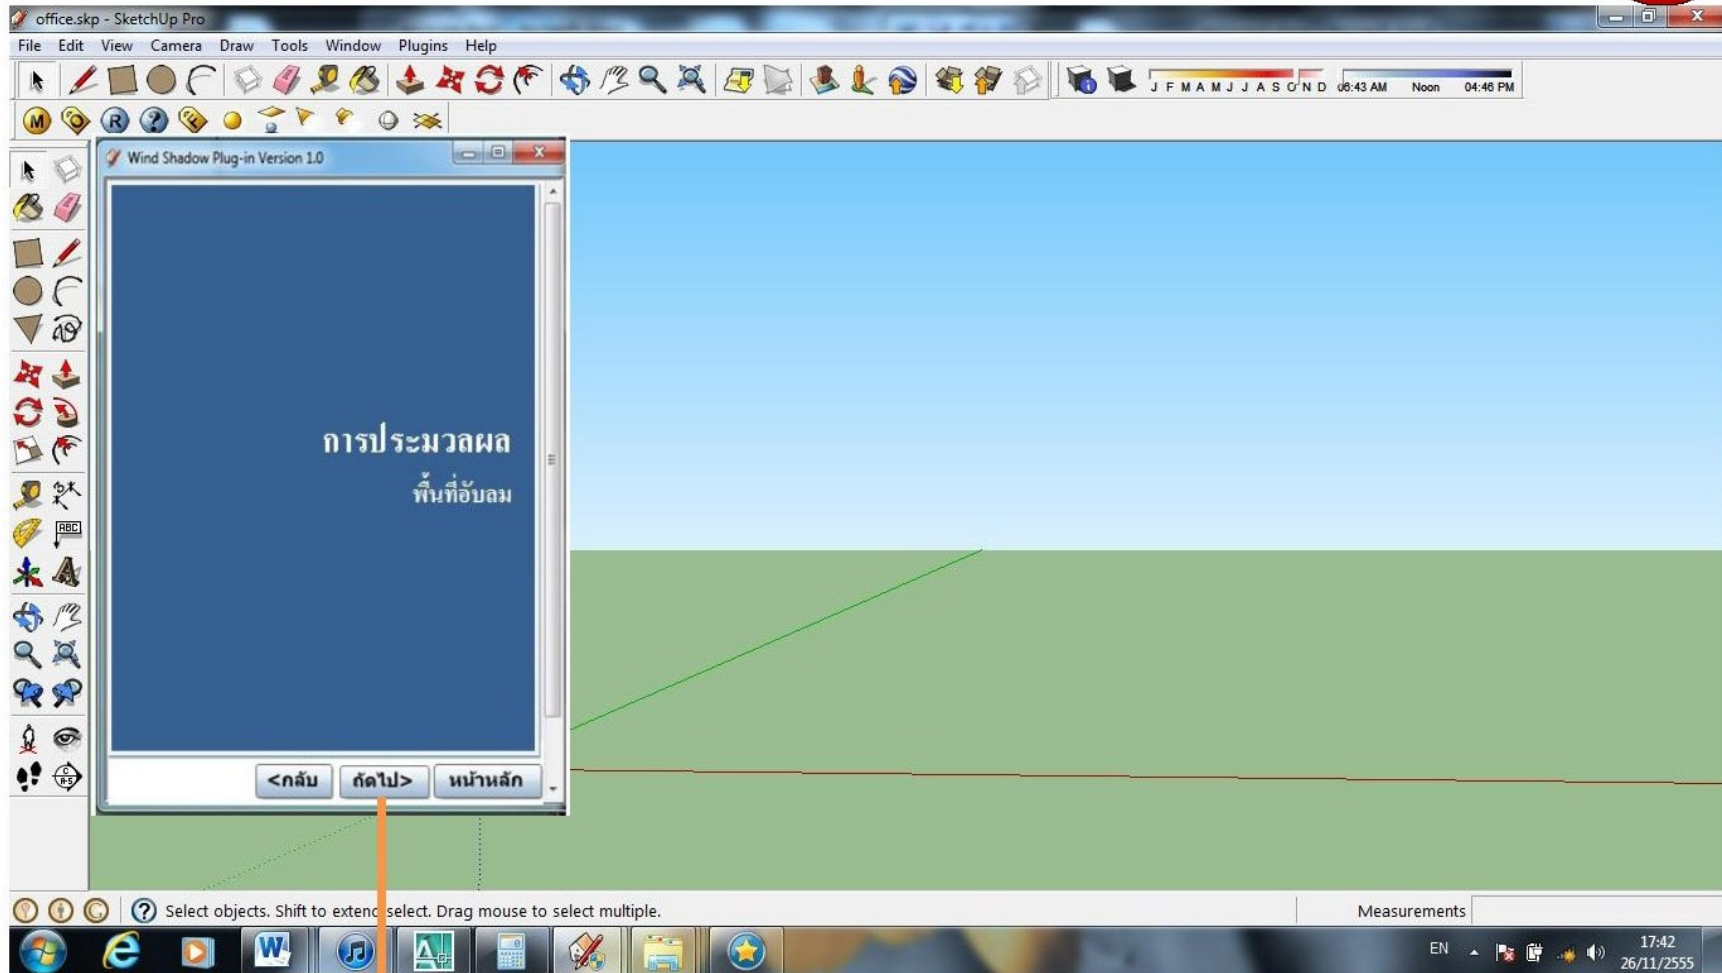 office.skp - SketchUp Pro
File Edit View Camera Draw Tools Window Plugins Help
J F M A M J J A S O N D 06:43 AM Noon 04:46 PM
M R ?
Wind Shadow Plug-in Version 1.0
การประมวลผล
พื้นที่อับลม
ABC
<กลับ ถัดไป> หน้าหลัก
Select objects. Shift to extend select. Drag mouse to select multiple.
Measurements
EN
17:42
26/11/2555